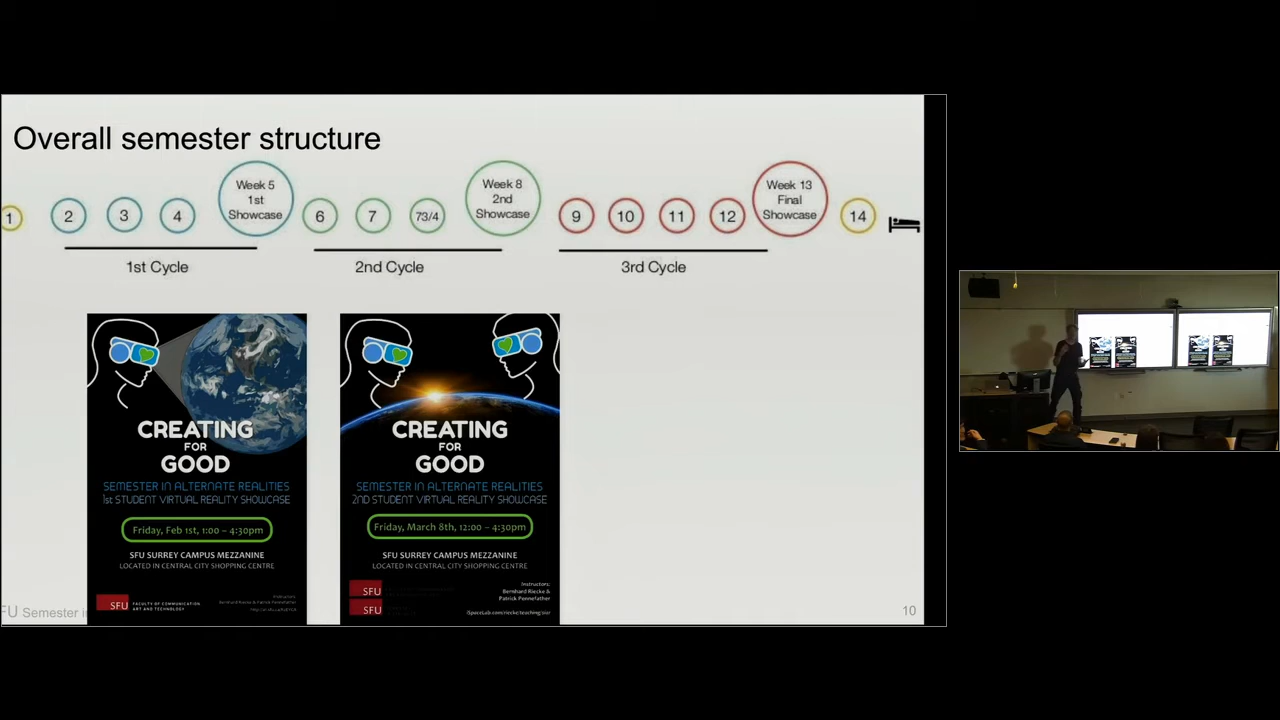 Overall semester structure
1
2
3
4
Week 5
1st
Showcase
6
7
73/4
Week 8
2nd
Showcase
9
10
11
12
Week 13
Final
Showcase
14
1st Cycle
2nd Cycle
3rd Cycle
CREATING
FOR
GOOD
SEMESTER IN ALTERNATE REALITIES
1st STUDENT VIRTUAL REALITY SHOWCASE
Friday, Feb 1st, 1:00 – 4:30pm
SFU SURREY CAMPUS MEZZANINE
LOCATED IN CENTRAL CITY SHOPPING CENTRE
SFU
FACULTY OF COMMUNICATION
ART AND TECHNOLOGY
CREATING
FOR
GOOD
SEMESTER IN ALTERNATE REALITIES
2ND STUDENT VIRTUAL REALITY SHOWCASE
Friday, March 8th, 12:00 – 4:30pm
SFU SURREY CAMPUS MEZZANINE
LOCATED IN CENTRAL CITY SHOPPING CENTRE
Instructors:
Bernhard Riecke &
Patrick Pennefather
SFU
SFU
FU Semester in
10